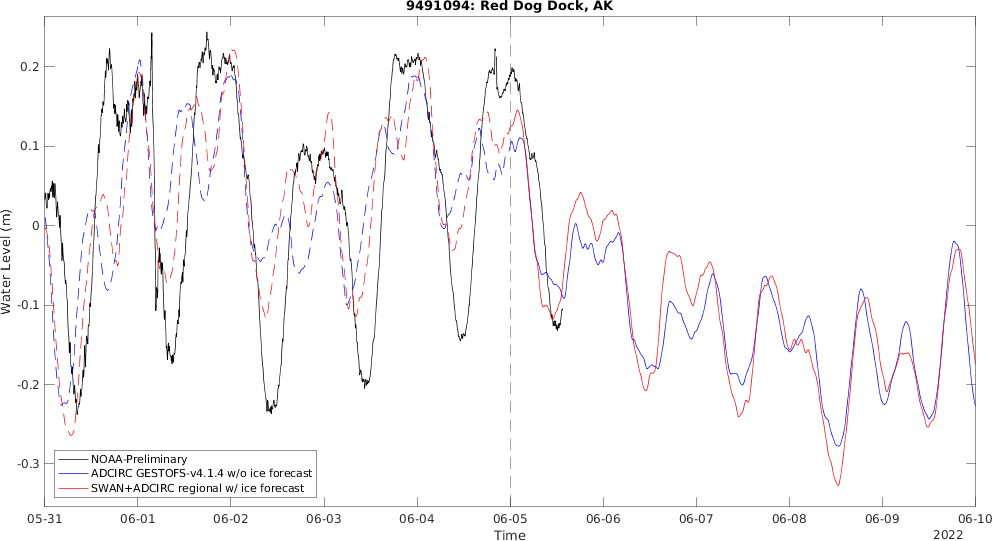 9491094: Red Dog Dock, AK
Water Level (m)
0.2
0.1
0
-0.1
-0.2
-0.3
NOAA-Preliminary
ADCIRC GESTOFS-v4.1.4 w/o ice forecast
SWAN+ADCIRC regional w/ ice forecast
05-31 06-01 06-02 06-03 06-04 06-05 06-06 06-07 06-08 06-09 06-10
Time
2022